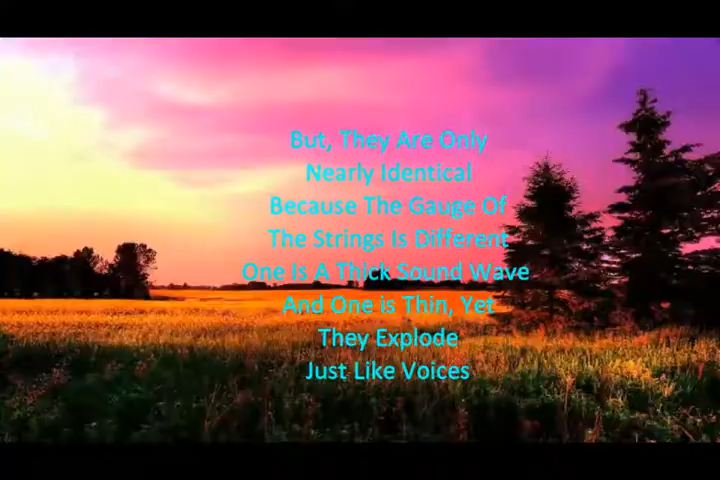 But, They Are Only
Nearly Identical
Because The Gauge Of
The Strings Is Different
One Is A Thick Sound Wave
And One is Thin, Yet
They Explode
Just Like Voices